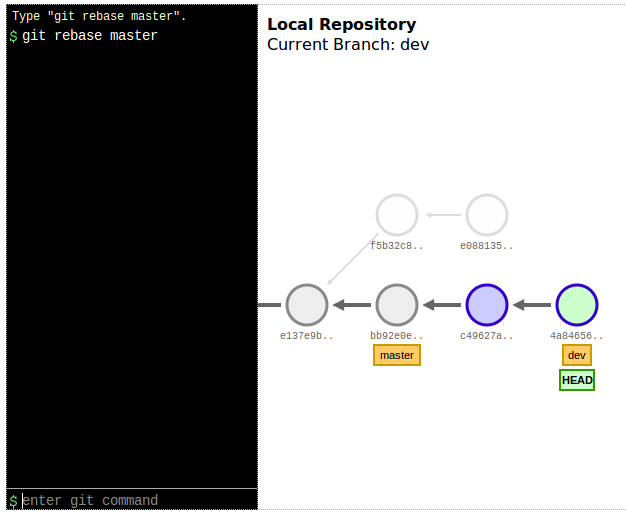 Type "git rebase master".
$ git rebase master
$ enter git command
Local Repository
Current Branch: dev
f5b32c8..
e088135..
e137e9b..
bb92e0e..
c49627a..
4a84656..
master
dev
HEAD